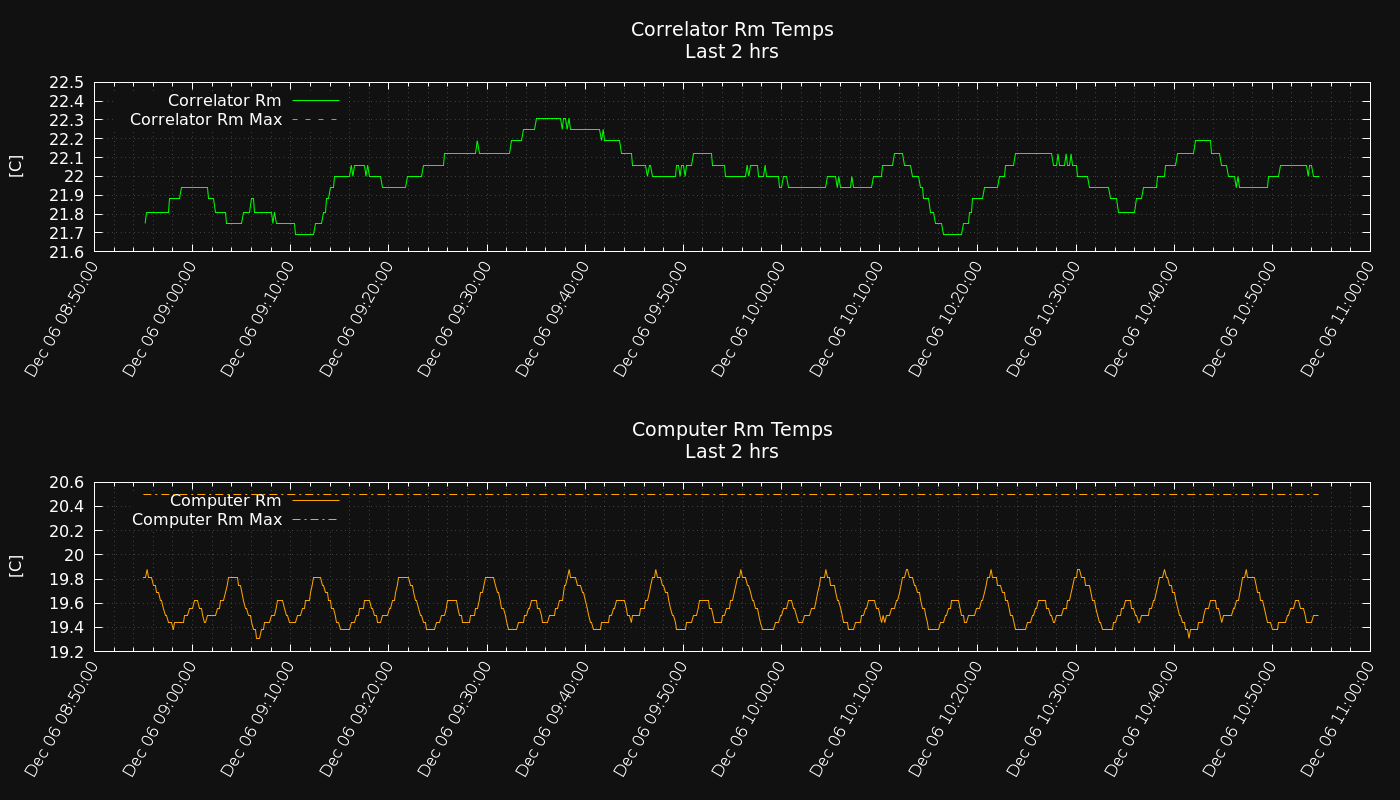 Correlator Rm Temps
Last 2 hrs
22.5
22.4
22.3
22.2
22.1
22
21.9
21.8
21.7
21.6
[C]
Correlator Rm
Correlator Rm Max
Dec 06 08:50:00
Dec 06 09:00:00
Dec 06 09:10:00
Dec 06 09:20:00
Dec 06 09:30:00
Dec 06 09:40:00
Dec 06 09:50:00
Dec 06 10:00:00
Dec 06 10:10:00
Dec 06 10:20:00
Dec 06 10:30:00
Dec 06 10:40:00
Dec 06 10:50:00
Dec 06 11:00:00
Computer Rm Temps
Last 2 hrs
20.6
20.4
20.2
20
19.8
19.6
19.4
19.2
[C]
Computer Rm
Computer Rm Max
Dec 06 08:50:00
Dec 06 09:00:00
Dec 06 09:10:00
Dec 06 09:20:00
Dec 06 09:30:00
Dec 06 09:40:00
Dec 06 09:50:00
Dec 06 10:00:00
Dec 06 10:10:00
Dec 06 10:20:00
Dec 06 10:30:00
Dec 06 10:40:00
Dec 06 10:50:00
Dec 06 11:00:00